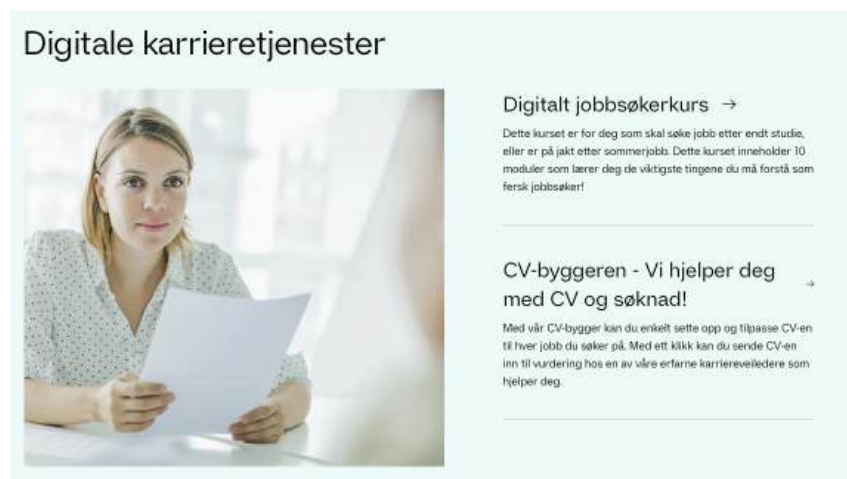 Digitale karrieretjenester
Digitalt jobbsøkerkurs →
Dette kurset er for deg som skal søke jobb etter endt studie,
eller er på jakt etter sommerjobb. Dette kurset inneholder 10
moduler som lærer deg de viktigste tingene du må forstå som
fersk jobbsøker!
CV-byggeren - Vi hjelper deg
med CV og søknad! →
Med vår CV-bygger kan du enkelt sette opp og tilpasse CV-en
til hver jobb du søker på. Med ett klikk kan du sende CV-en
inn til vurdering hos en av våre erfarne karriereveiledere som
hjelper deg.